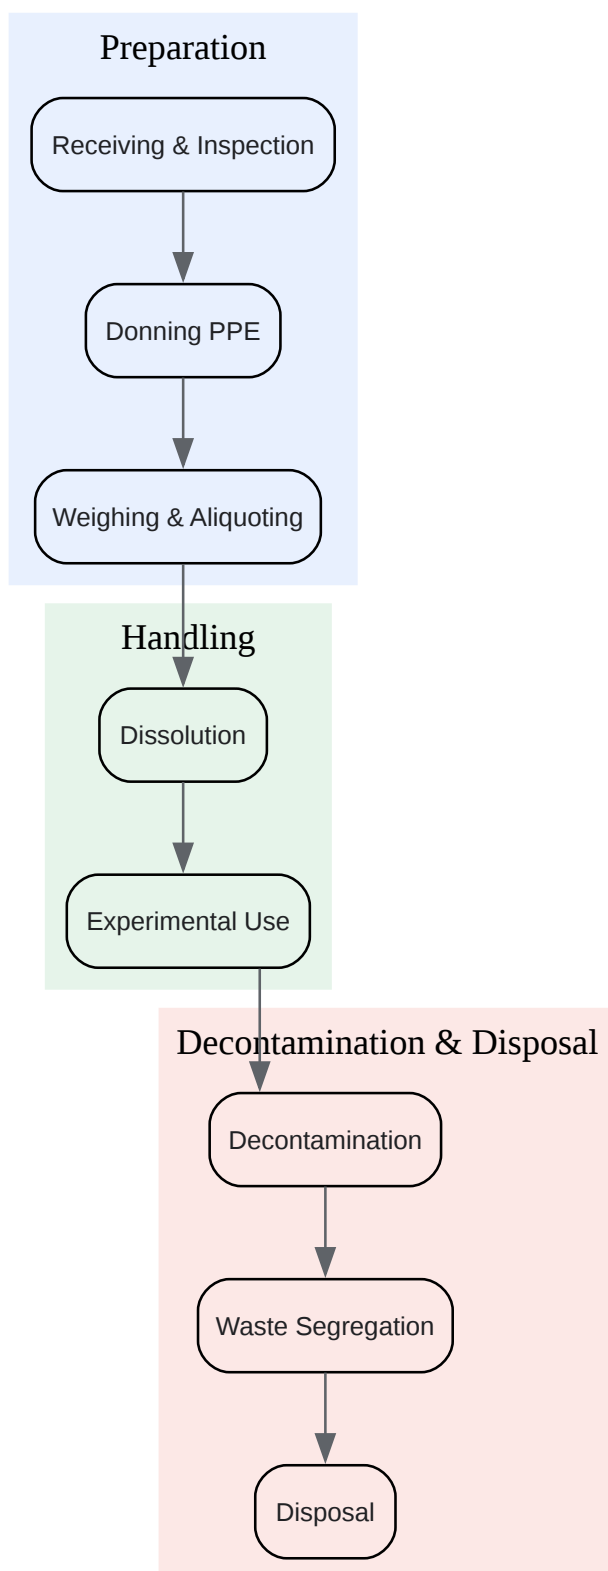 Preparation
Receiving & Inspection
Donning PPE
Weighing & Aliquoting
Handling
Dissolution
Experimental Use
Decontamination & Disposal
Decontamination
Waste Segregation
Disposal